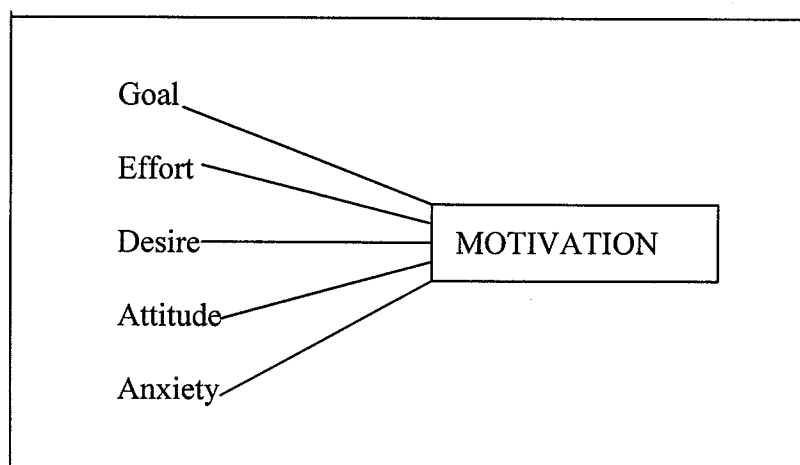 Goal
Effort
Desire
MOTIVATION
Attitude
Anxiety